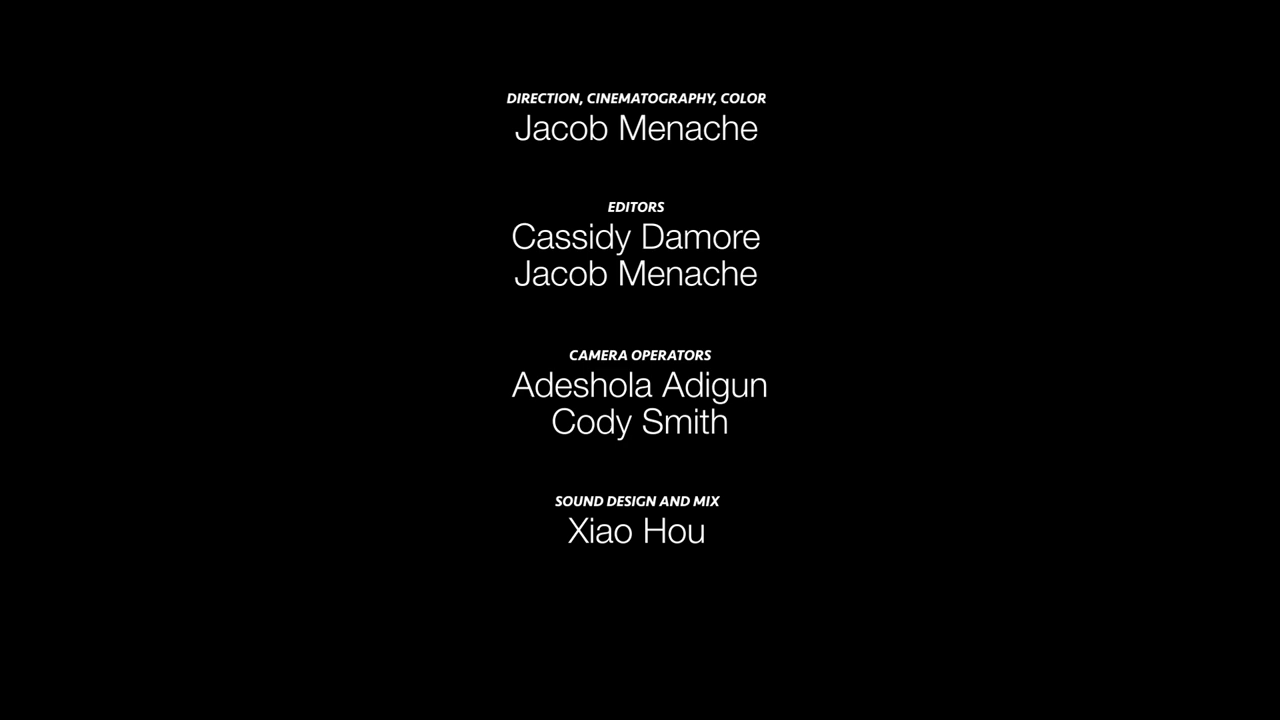 DIRECTION, CINEMATOGRAPHY, COLOR
Jacob Menache
EDITORS
Cassidy Damore
Jacob Menache
CAMERA OPERATORS
Adeshola Adigun
Cody Smith
SOUND DESIGN AND MIX
Xiao Hou